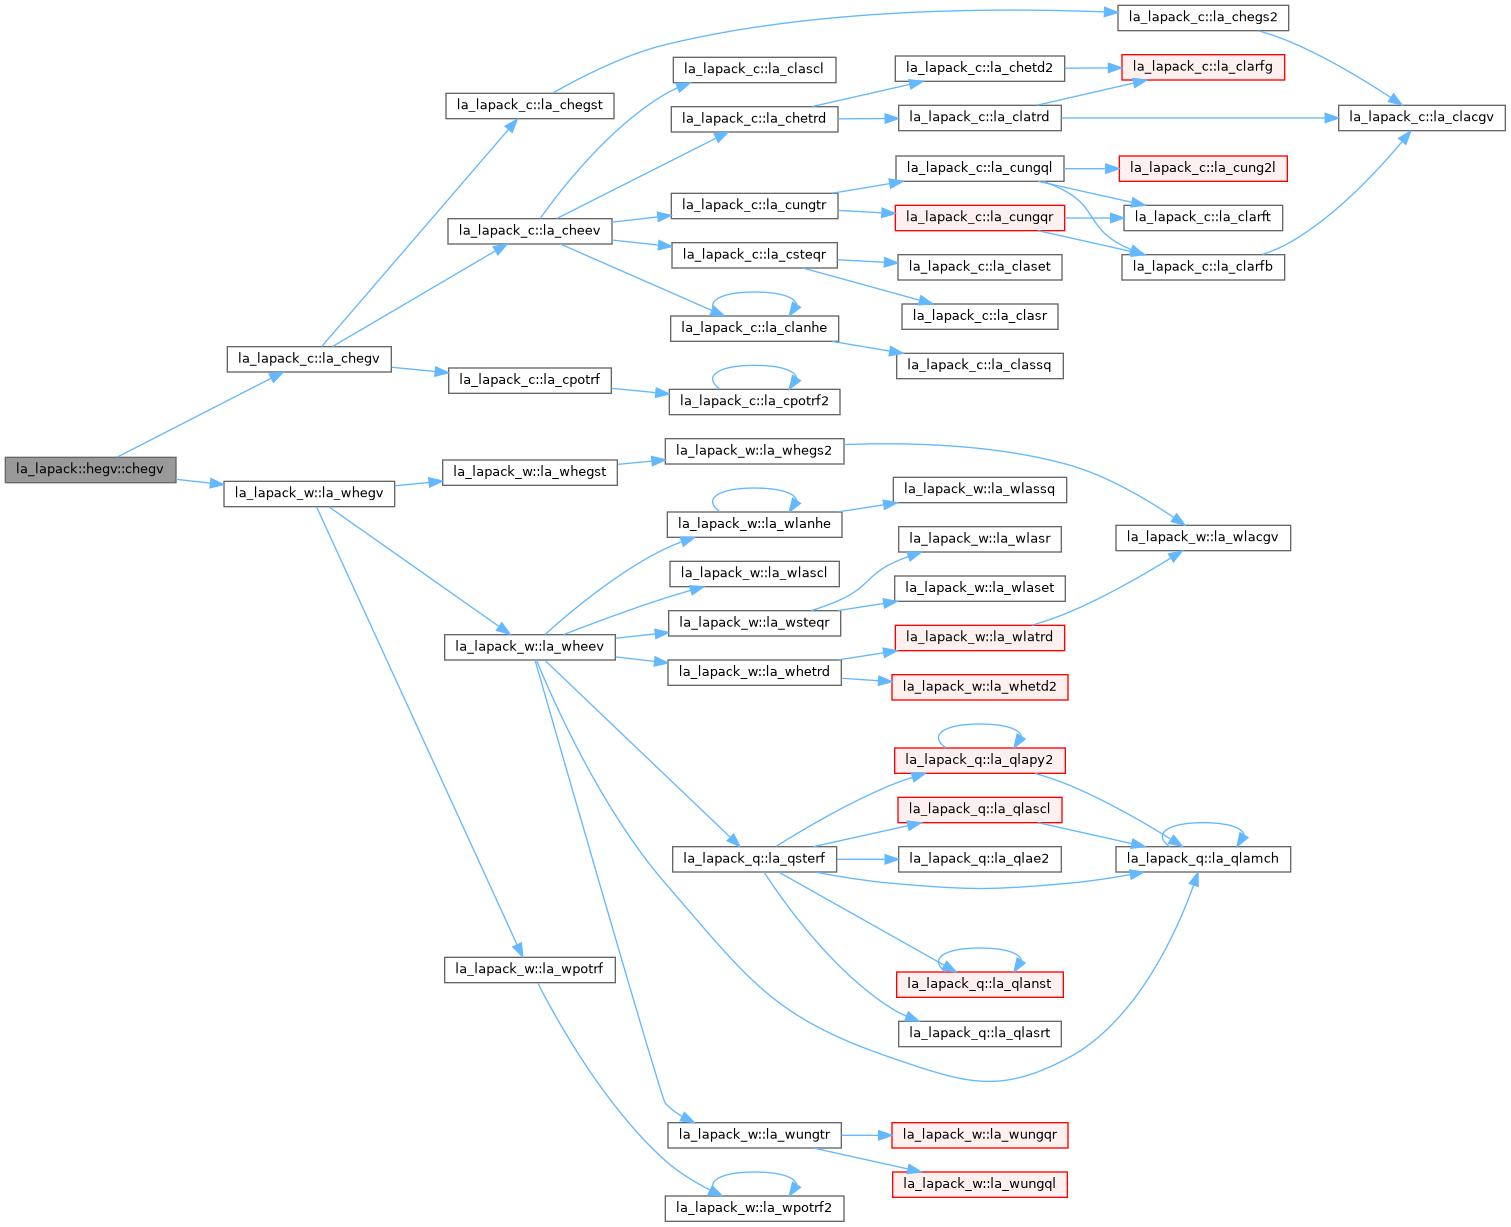 la_lapack_c::la_chegs2
la_lapack_c::la_clascl
la_lapack_c::la_chetd2
la_lapack_c::la_clarfg
la_lapack_c::la_chegst
la_lapack_c::la_chetrd
la_lapack_c::la_clatrd
la_lapack_c::la_clacgv
la_lapack_c::la_cungql
la_lapack_c::la_cung2l
la_lapack_c::la_cungtr
la_lapack_c::la_cungqr
la_lapack_c::la_clarft
la_lapack_c::la_cheev
la_lapack_c::la_csteqr
la_lapack_c::la_claset
la_lapack_c::la_clarfb
la_lapack_c::la_clasr
la_lapack_c::la_clanhe
la_lapack_c::la_chegv
la_lapack_c::la_classq
la_lapack_c::la_cpotrf
la_lapack_c::la_cpotrf2
la_lapack::hegv::chegv
la_lapack_w::la_whegs2
la_lapack_w::la_whegst
la_lapack_w::la_whegv
la_lapack_w::la_wlassq
la_lapack_w::la_wlanhe
la_lapack_w::la_wlasr
la_lapack_w::la_wlacgv
la_lapack_w::la_wlascl
la_lapack_w::la_wlaset
la_lapack_w::la_wsteqr
la_lapack_w::la_wheev
la_lapack_w::la_wlatrd
la_lapack_w::la_whetrd
la_lapack_w::la_whetd2
la_lapack_q::la_qlapy2
la_lapack_q::la_qlascl
la_lapack_q::la_qsterf
la_lapack_q::la_qlae2
la_lapack_q::la_qlamch
la_lapack_w::la_wpotrf
la_lapack_q::la_qlanst
la_lapack_q::la_qlasrt
la_lapack_w::la_wungtr
la_lapack_w::la_wungqr
la_lapack_w::la_wungql
la_lapack_w::la_wpotrf2